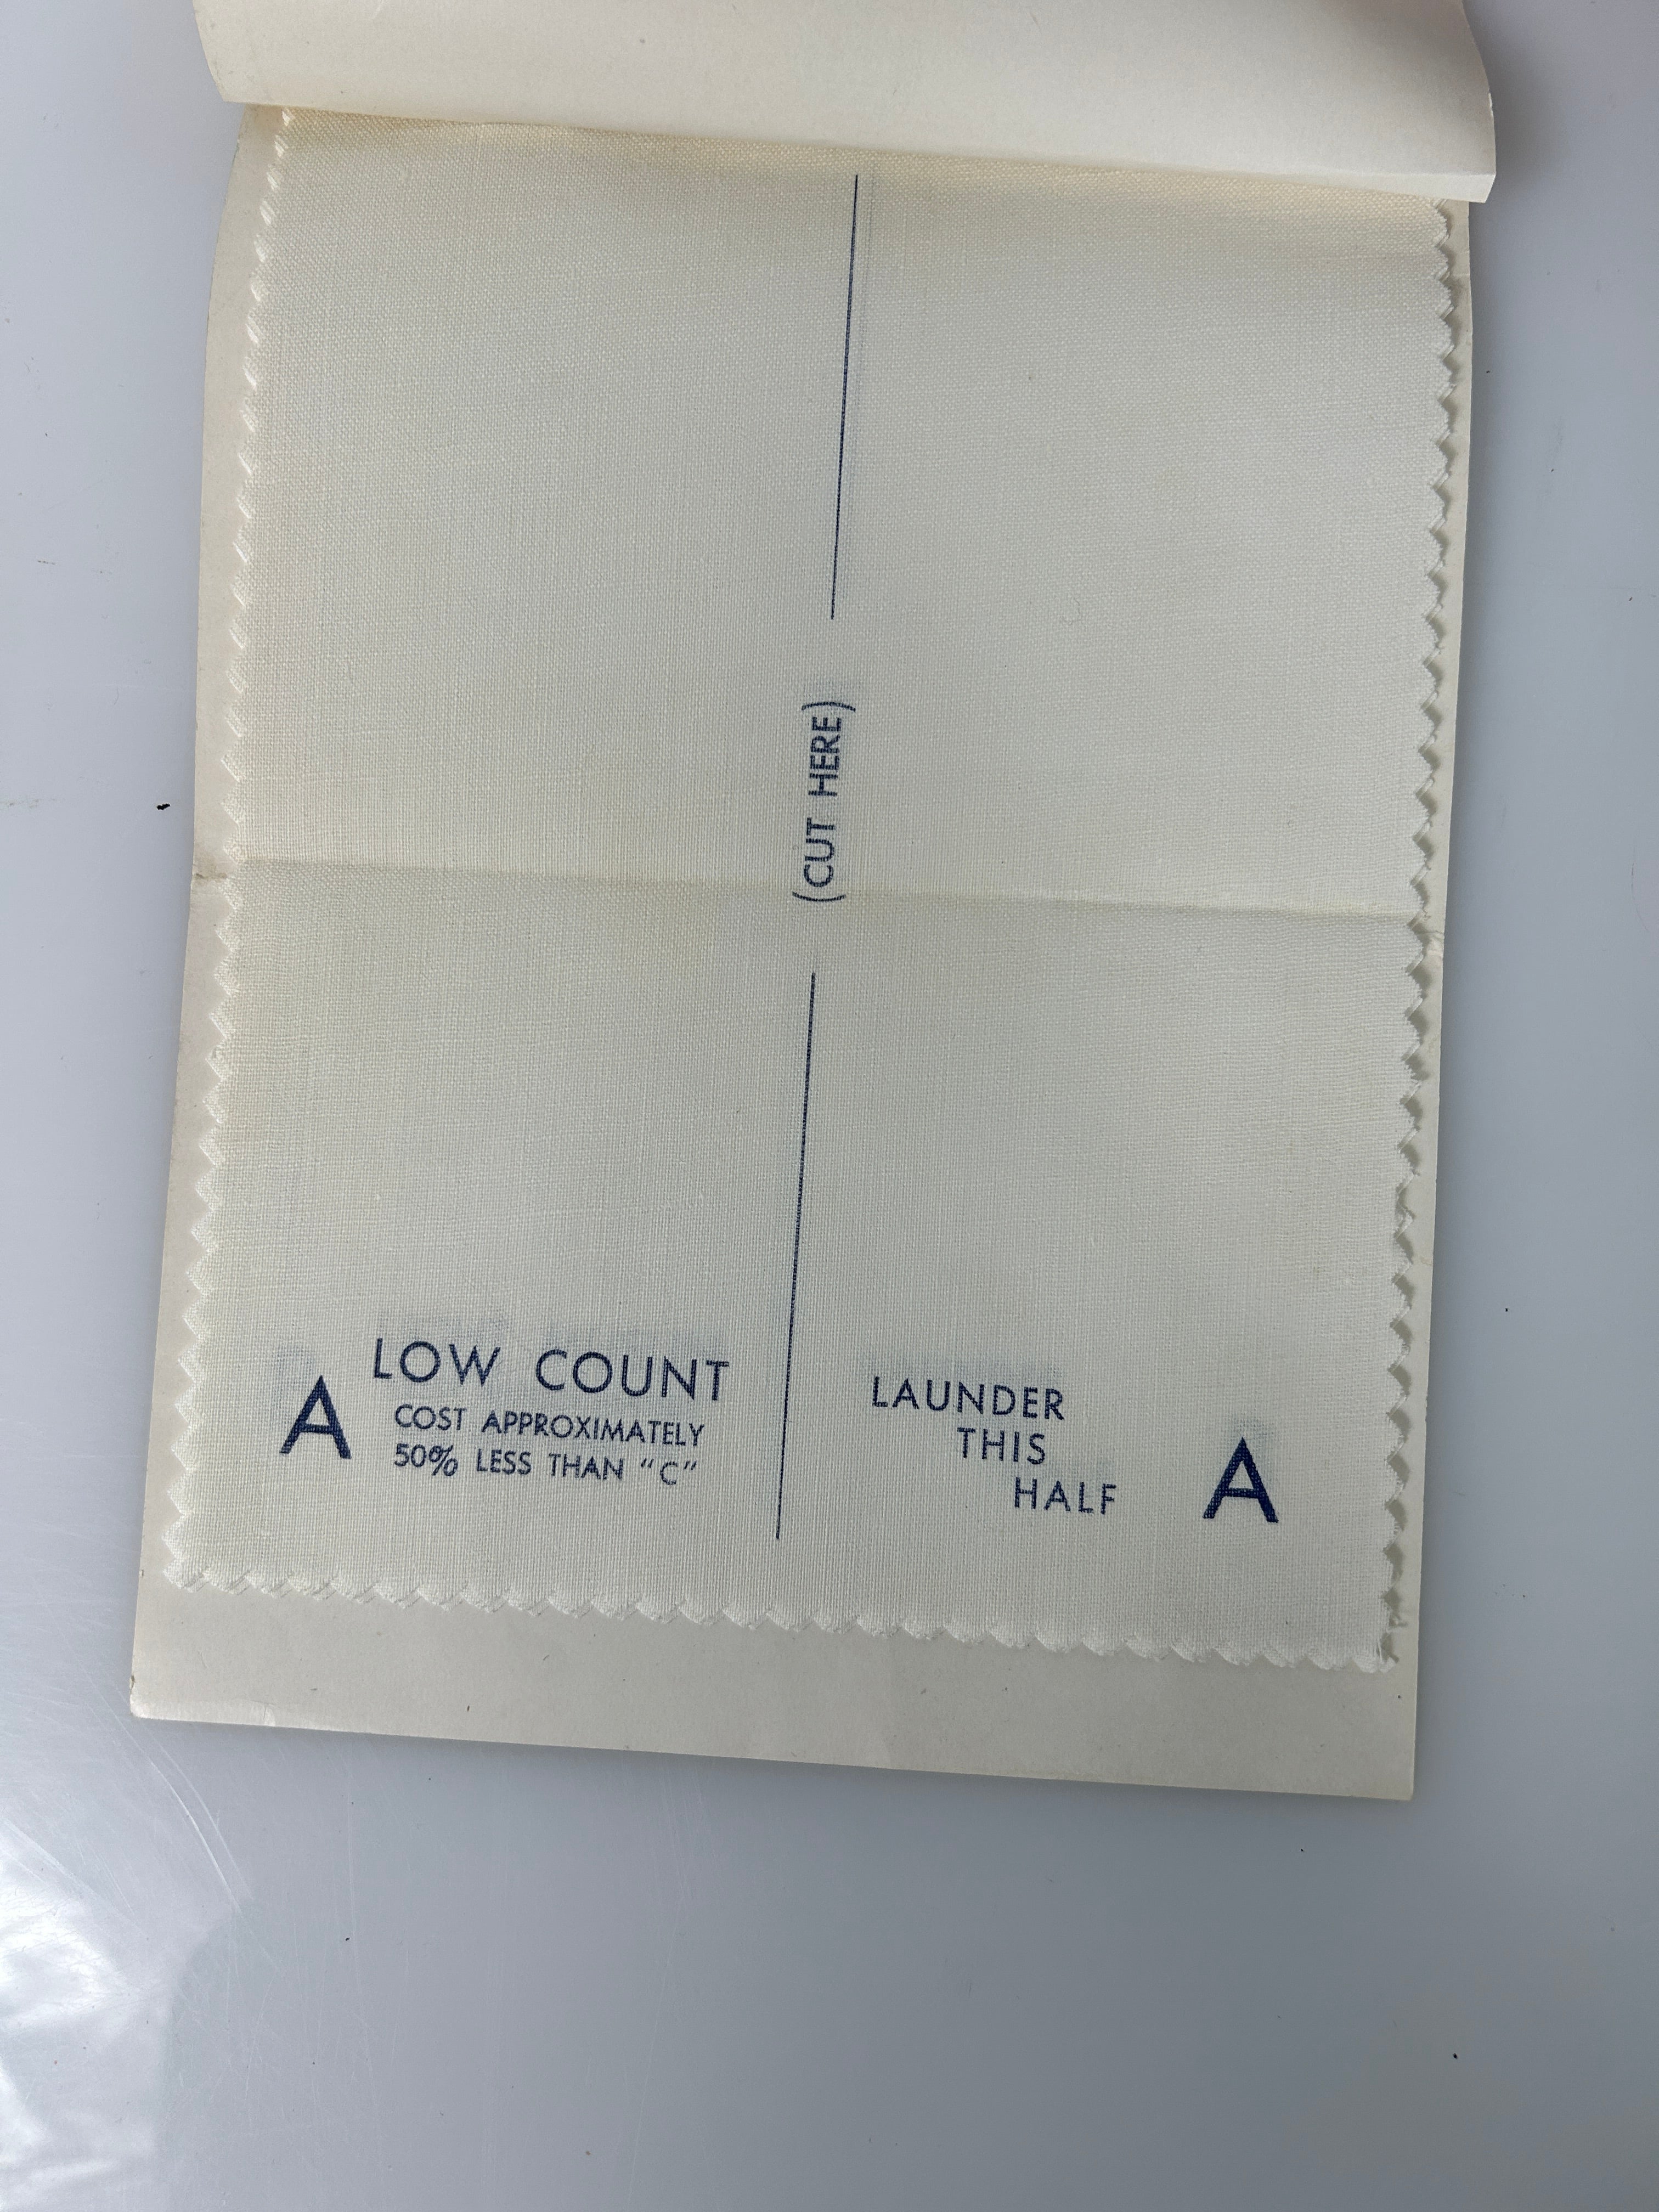 (CUT HERE)
A
LOW COUNT
COST APPROXIMATELY
50% LESS THAN "C"
LAUNDER
THIS
HALF
A